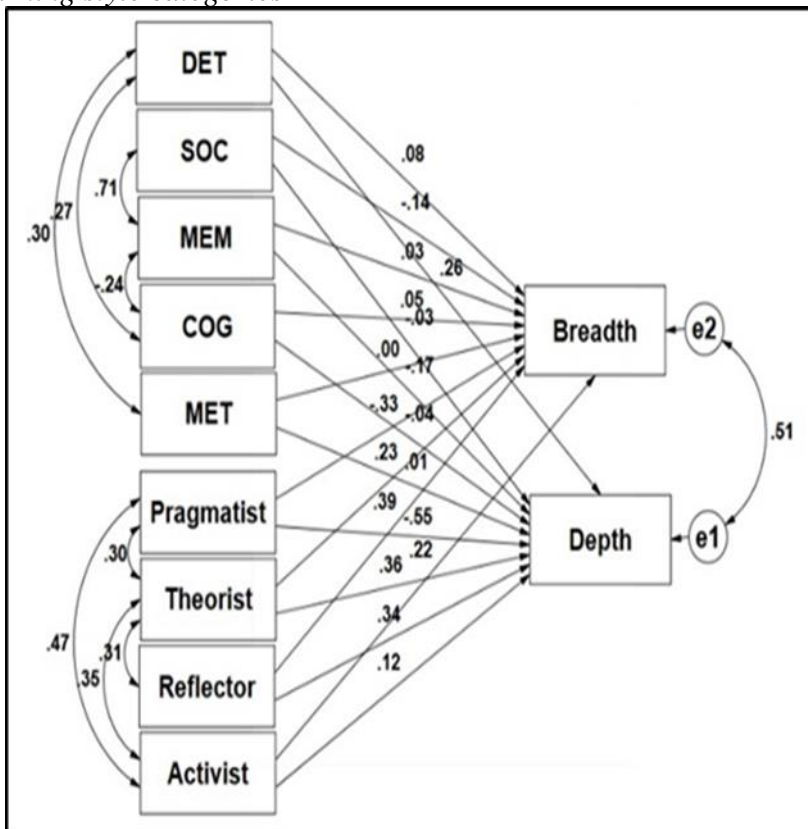 DET
SOC
MEM
COG
MET
Pragmatist
Theorist
Reflector
Activist
Breadth
Depth
e2
e1
.71
.27
.30
-.24
.30
.47
.31
.35
.08
-.14
.03
.26
.05
-.03
.00
-.17
-.33
-.04
.23
.01
.39
-.55
.22
.36
.34
.12
.51